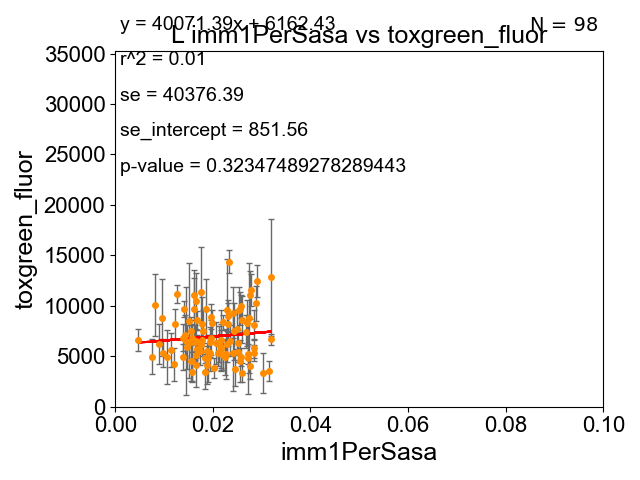 y = 40071.39x + 6162.43
N = 98
L imm1PerSasa vs toxgreen_fluor
r^2 = 0.01
se = 40376.39
se_intercept = 851.56
p-value = 0.32347489278289443
35000
30000
25000
20000
15000
10000
5000
0
toxgreen_fluor
0.00 0.02 0.04 0.06 0.08 0.10
imm1PerSasa